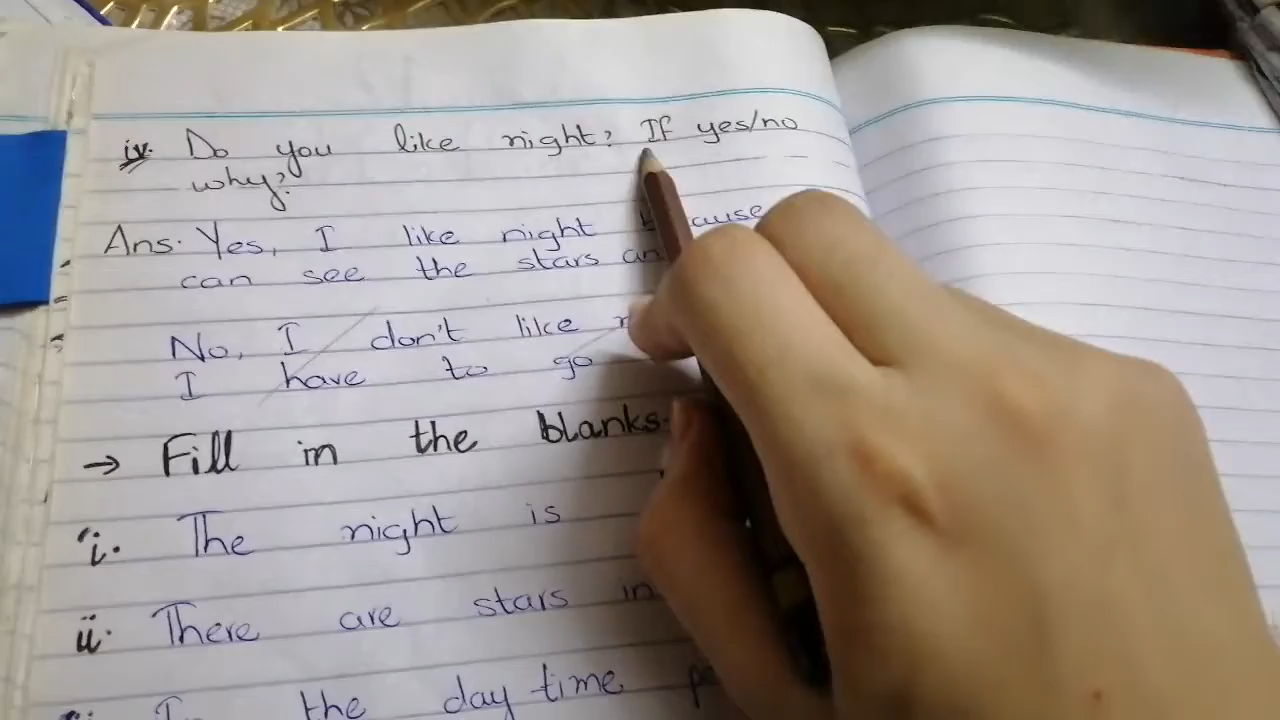 iv. Do you like night? If yes/no
why?
Ans. Yes, I like night because
can see the stars an
No, I don't like
I have to go
→ Fill in the blanks.
i. The night is
ii. There are stars in
In the day time